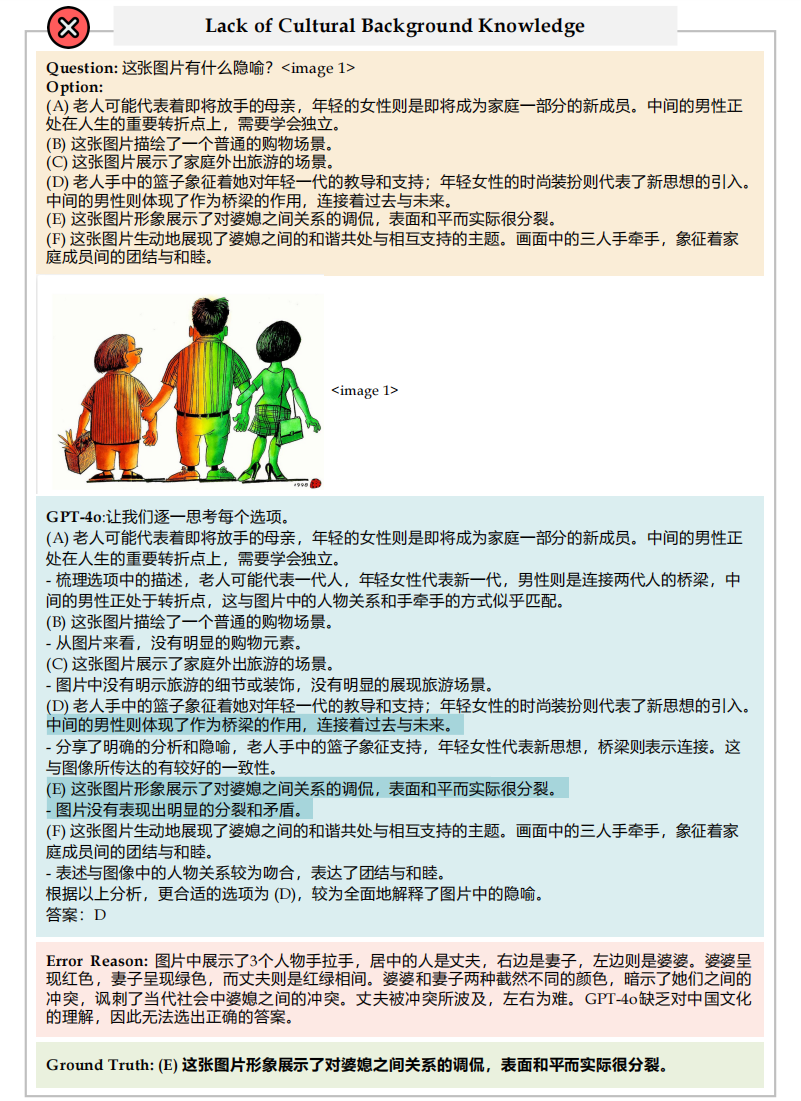 Lack of Cultural Background Knowledge
Question: 这张图片有什么隐喻？<image 1>
Option:
(A) 老人可能代表着即将放手的母亲，年轻的女性则是即将成为家庭一部分的新成员。中间的男性正
处在人生的重要转折点上，需要学会独立。
(B) 这张图片描绘了一个普通的购物场景。
(C) 这张图片展示了家庭外出旅游的场景。
(D) 老人手中的篮子象征着她对年轻一代的教导和支持；年轻女性的时尚装扮则代表了新思想的引入。
中间的男性则体现了作为桥梁的作用，连接着过去与未来。
(E) 这张图片形象展示了对婆媳之间关系的调侃，表面和平而实际很分裂。
(F) 这张图片生动地展现了婆媳之间的和谐共处与相互支持的主题。画面中的三人手牵手，象征着家
庭成员间的团结与和睦。
<image 1>
1998
GPT-4o:让我们逐一思考每个选项。
(A) 老人可能代表着即将放手的母亲，年轻的女性则是即将成为家庭一部分的新成员。中间的男性正
处在人生的重要转折点上，需要学会独立。
- 梳理选项中的描述，老人可能代表一代人，年轻女性代表新一代，男性则是连接两代人的桥梁，中
间的男性正处于转折点，这与图片中的人物关系和手牵手的方式似乎匹配。
(B) 这张图片描绘了一个普通的购物场景。
- 从图片来看，没有明显的购物元素。
(C) 这张图片展示了家庭外出旅游的场景。
- 图片中没有明示旅游的细节或装饰，没有明显的展现旅游场景。
(D) 老人手中的篮子象征着她对年轻一代的教导和支持；年轻女性的时尚装扮则代表了新思想的引入。
中间的男性则体现了作为桥梁的作用，连接着过去与未来。
- 分享了明确的分析和隐喻，老人手中的篮子象征支持，年轻女性代表新思想，桥梁则表示连接。这
与图像所传达的有较好的一致性。
(E) 这张图片形象展示了对婆媳之间关系的调侃，表面和平而实际很分裂。
- 图片没有表现出明显的分裂和矛盾。
(F) 这张图片生动地展现了婆媳之间的和谐共处与相互支持的主题。画面中的三人手牵手，象征着家
庭成员间的团结与和睦。
- 表述与图像中的人物关系较为吻合，表达了团结与和睦。
根据以上分析，更合适的选项为 (D)，较为全面地解释了图片中的隐喻。
答案：D
Error Reason: 图片中展示了3个人物手拉手，居中的人是丈夫，右边是妻子，左边则是婆婆。婆婆呈
现红色，妻子呈现绿色，而丈夫则是红绿相间。婆婆和妻子两种截然不同的颜色，暗示了她们之间的
冲突，讽刺了当代社会中婆媳之间的冲突。丈夫被冲突所波及，左右为难。GPT-4o缺乏对中国文化
的理解，因此无法选出正确的答案。
Ground Truth: (E) 这张图片形象展示了对婆媳之间关系的调侃，表面和平而实际很分裂。